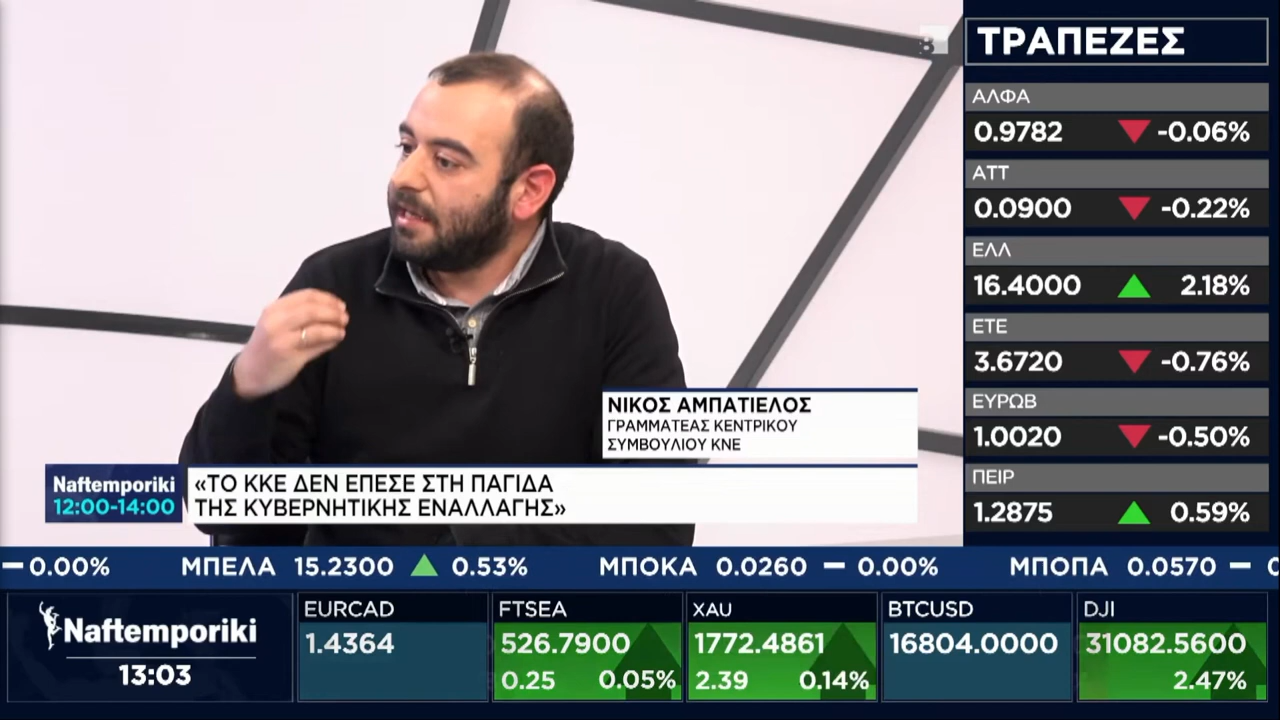 8
ΤΡΑΠΕΖΕΣ
ΑΛΦΑ
0.9782 -0.06%
ΑΤΤ
0.0900 -0.22%
ΕΛΛ
16.4000 2.18%
ΕΤΕ
3.6720 -0.76%
ΕΥΡΩΒ
1.0020 -0.50%
ΠΕΙΡ
1.2875 0.59%
ΝΙΚΟΣ ΑΜΠΑΤΙΕΛΟΣ
ΓΡΑΜΜΑΤΕΑΣ ΚΕΝΤΡΙΚΟΥ
ΣΥΜΒΟΥΛΙΟΥ ΚΝΕ
Naftemporiki
12:00-14:00
«ΤΟ ΚΚΕ ΔΕΝ ΕΠΕΣΕ ΣΤΗ ΠΑΓΙΔΑ
ΤΗΣ ΚΥΒΕΡΝΗΤΙΚΗΣ ΕΝΑΛΛΑΓΗΣ»
0.00% ΜΠΕΛΑ 15.2300 0.53% ΜΠΟΚΑ 0.0260 0.00% ΜΠΟΠΑ 0.0570
Naftemporiki
13:03
EURCAD
1.4364
FTSEA
526.7900
0.25 0.05%
XAU
1772.4861
2.39 0.14%
BTCUSD
16804.0000
DJI
31082.5600
2.47%